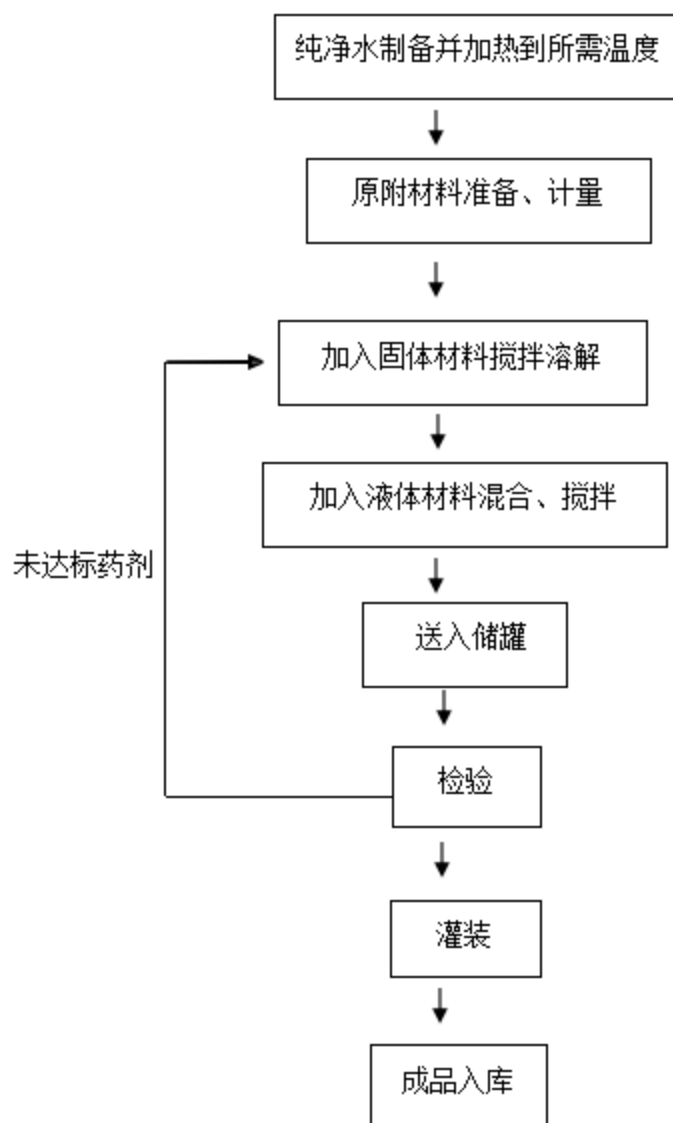 纯净水制备并加热到所需温度
原附材料准备、计量
加入固体材料搅拌溶解
加入液体材料混合、搅拌
未达标药剂
送入储罐
检验
灌装
成品入库